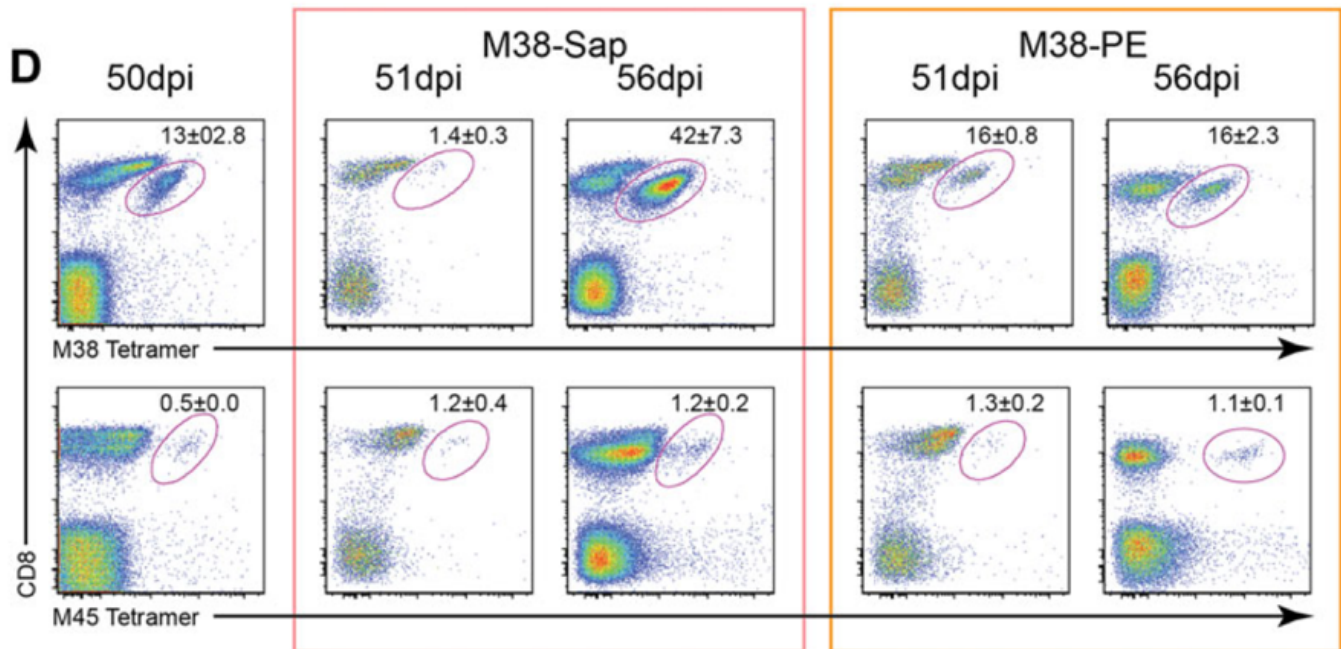 M38-Sap
M38-PE
D
50dpi
51dpi
56dpi
51dpi
56dpi
13±02.8
1.4±0.3
42±7.3
16±0.8
16±2.3
M38 Tetramer
0.5±0.0
1.2±0.4
1.2±0.2
1.3±0.2
1.1±0.1
CD8
M45 Tetramer